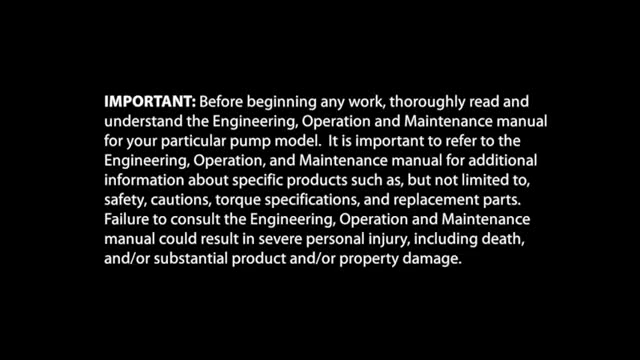 IMPORTANT: Before beginning any work, thoroughly read and
understand the Engineering, Operation and Maintenance manual
for your particular pump model.  It is important to refer to the
Engineering, Operation, and Maintenance manual for additional
information about specific products such as, but not limited to,
safety, cautions, torque specifications, and replacement parts.
Failure to consult the Engineering, Operation and Maintenance
manual could result in severe personal injury, including death,
and/or substantial product and/or property damage.